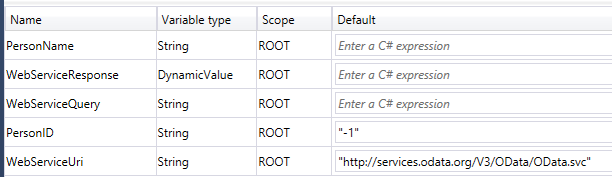 Name Variable type Scope Default
PersonName String ROOT Enter a C# expression
WebServiceResponse DynamicValue ROOT Enter a C# expression
WebServiceQuery String ROOT Enter a C# expression
PersonID String ROOT "-1"
WebServiceUri String ROOT "http://services.odata.org/V3/OData/OData.svc"